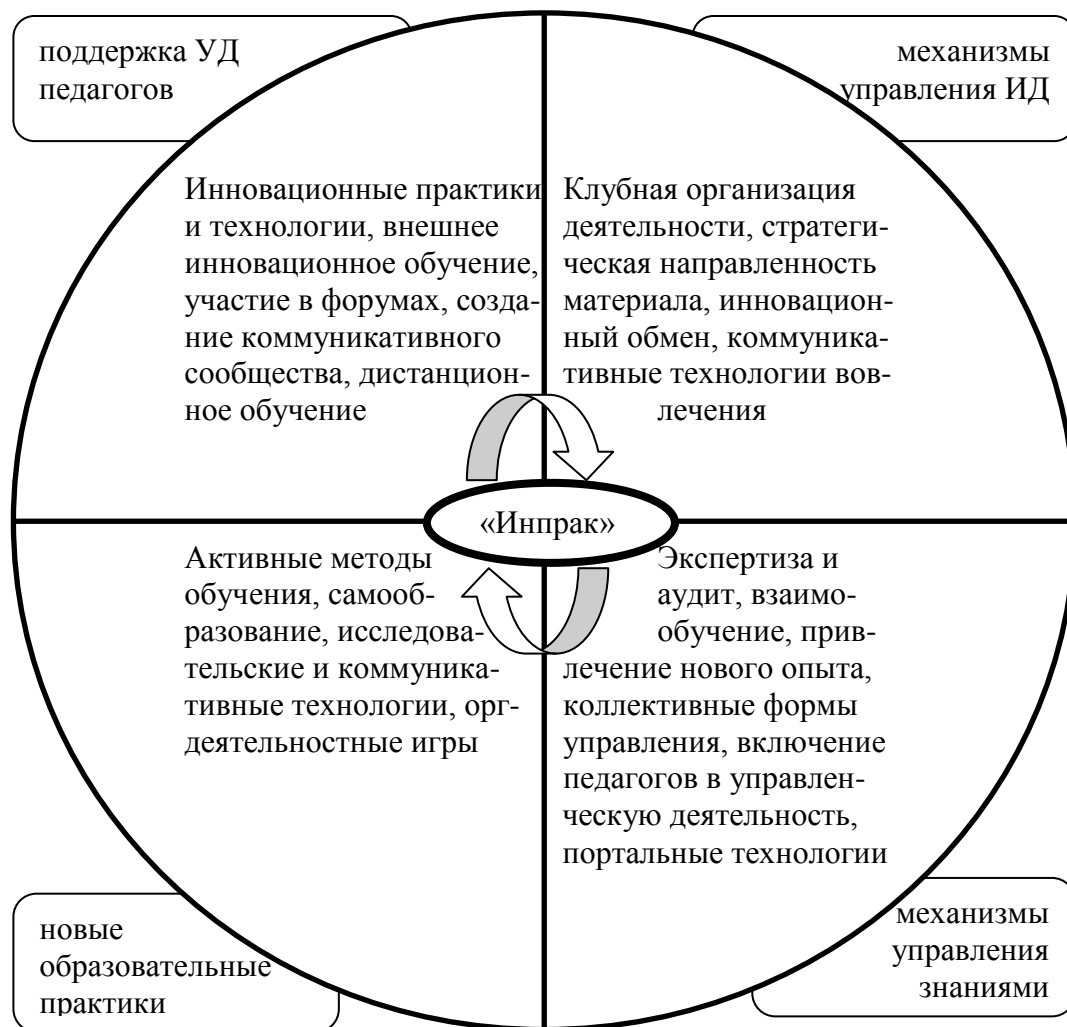 поддержка УД
педагогов
механизмы
управления ИД
Инновационные практики
и технологии, внешнее
инновационное обучение,
участие в форумах, созда-
ние коммуникативного
сообщества, дистанцион-
ное обучение
Клубная организация
деятельности, стратеги-
ческая направленность
материала, инновацион-
ный обмен, коммуника-
тивные технологии вов-
лечения
«Инпрак»
Активные методы
обучения, самооб-
разование, исследова-
тельские и коммуника-
тивные технологии, орг-
деятельностные игры
Экспертиза и
аудит, взаимо-
обучение, прив-
лечение нового опыта,
коллективные формы
управления, включение
педагогов в управлен-
ческую деятельность,
портальные технологии
новые
образовательные
практики
механизмы
управления
знаниями